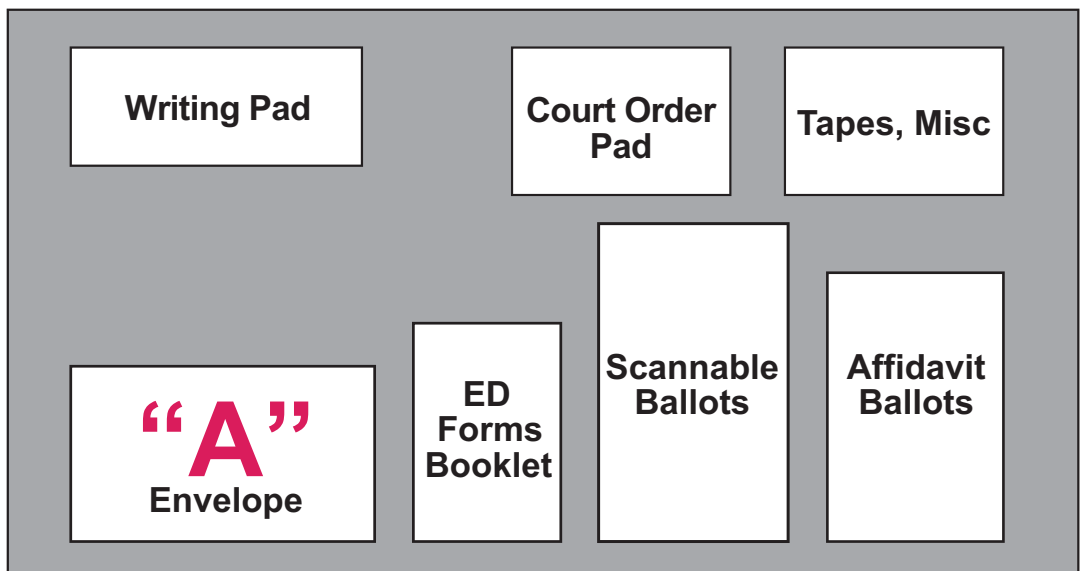 Writing Pad
Court Order
Pad
Tapes, Misc
“A”
Envelope
ED
Forms
Booklet
Scannable
Ballots
Affidavit
Ballots